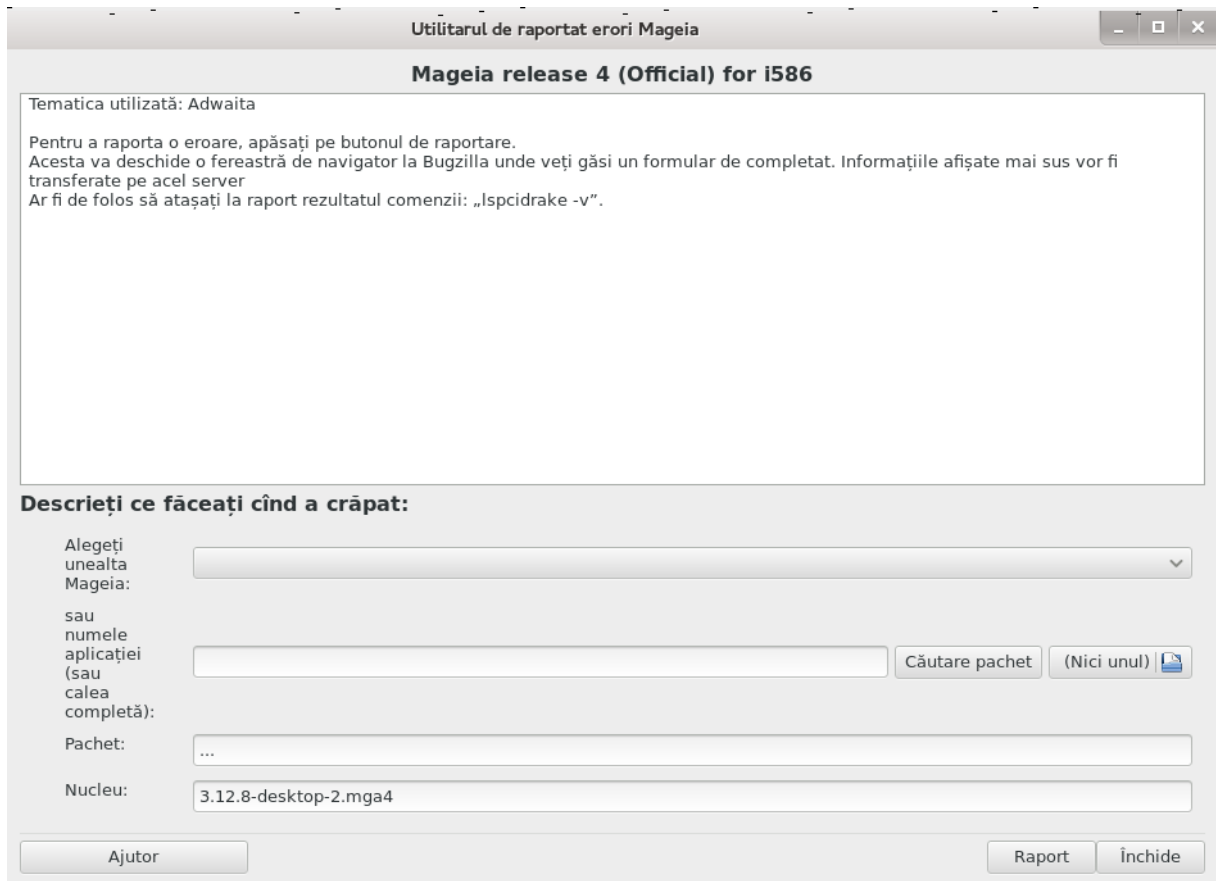 Utilitarul de raportat erori Mageia
Mageia release 4 (Official) for i586
Tematica utilizată: Adwaita
Pentru a raporta o eroare, apăsați pe butonul de raportare.
Acesta va deschide o fereastră de navigator la Bugzilla unde veți găsi un formular de completat. Informațiile afișate mai sus vor fi
transferate pe acel server
Ar fi de folos să atașați la raport rezultatul comenzii: „lspcidrake -v”.
Descrieți ce făceați cînd a crăpat:
Alegeți
unealta
Mageia:
sau
numele
aplicației
(sau
calea
completă):
Căutare pachet
(Nici unul)
Pachet:
...
Nucleu:
3.12.8-desktop-2.mga4
Ajutor
Raport
Închide